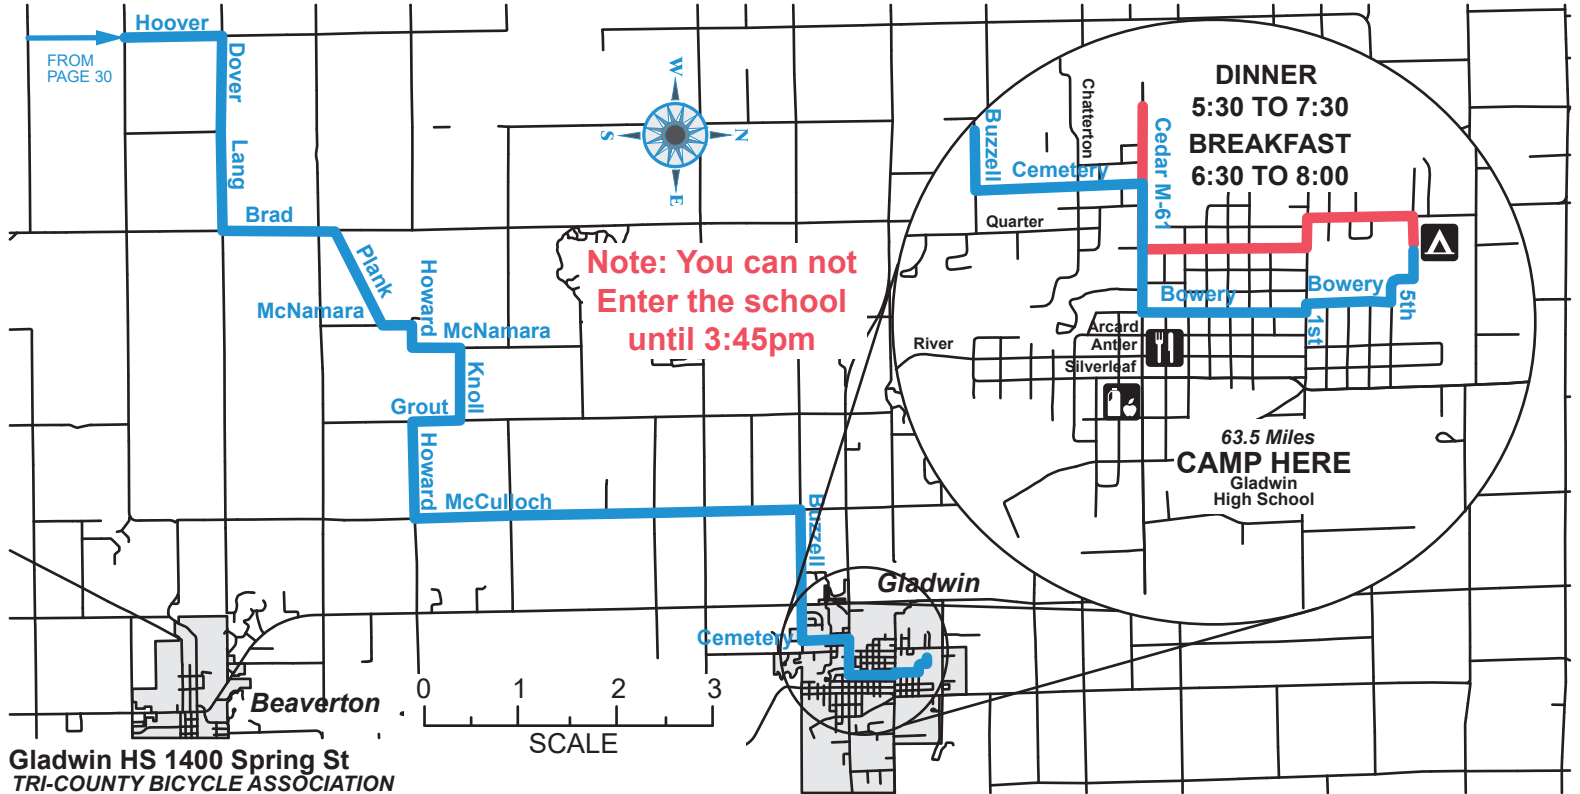 Hoover
FROM
PAGE 30
Dover
Lang
Brad
Plank
McNamara
Howard
McNamara
Knoll
Grout
Howard
McCulloch
Buzzell
Cemetery
W
N
S
E
Note: You can not
Enter the school
until 3:45pm
Gladwin
Beaverton
0 1 2 3
SCALE
Gladwin HS 1400 Spring St
TRI-COUNTY BICYCLE ASSOCIATION
DINNER
5:30 TO 7:30
BREAKFAST
6:30 TO 8:00
Chatterton
Buzzell
Cemetery
Cedar M-61
Quarter
Bowery
Bowery
5th
1st
Arcard
Antler
River
Silverleaf
63.5 Miles
CAMP HERE
Gladwin
High School